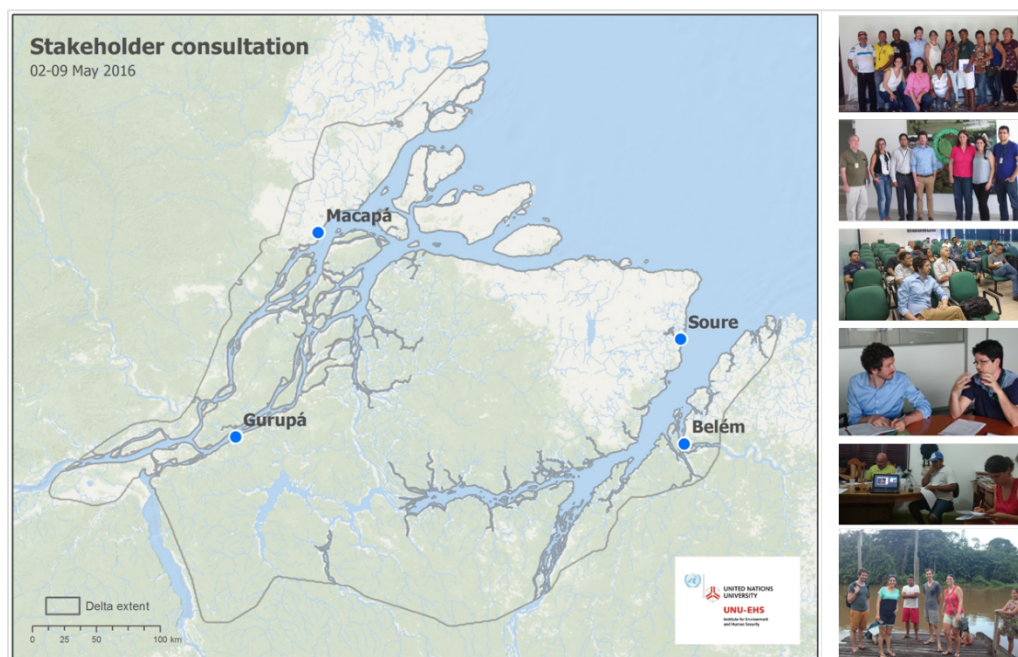 Stakeholder consultation
02-09 May 2016
Macapá
Soure
Gurupá
Belém
Delta extent
0 25 50 100 km
UNITED NATIONS
UNIVERSITY
UNU-EHS
Institute for Environment
and Human Security